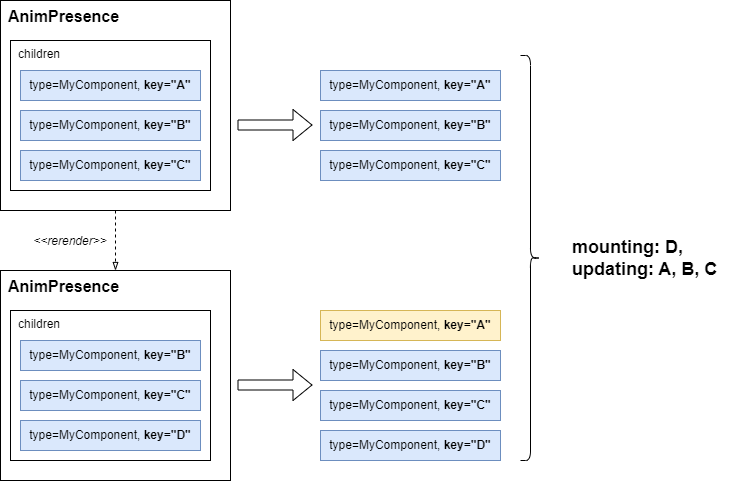 AnimPresence
children
type=MyComponent, key="A"
type=MyComponent, key="B"
type=MyComponent, key="C"
type=MyComponent, key="A"
type=MyComponent, key="B"
type=MyComponent, key="C"
<<rerender>>
mounting: D,
updating: A, B, C
AnimPresence
children
type=MyComponent, key="B"
type=MyComponent, key="C"
type=MyComponent, key="D"
type=MyComponent, key="A"
type=MyComponent, key="B"
type=MyComponent, key="C"
type=MyComponent, key="D"